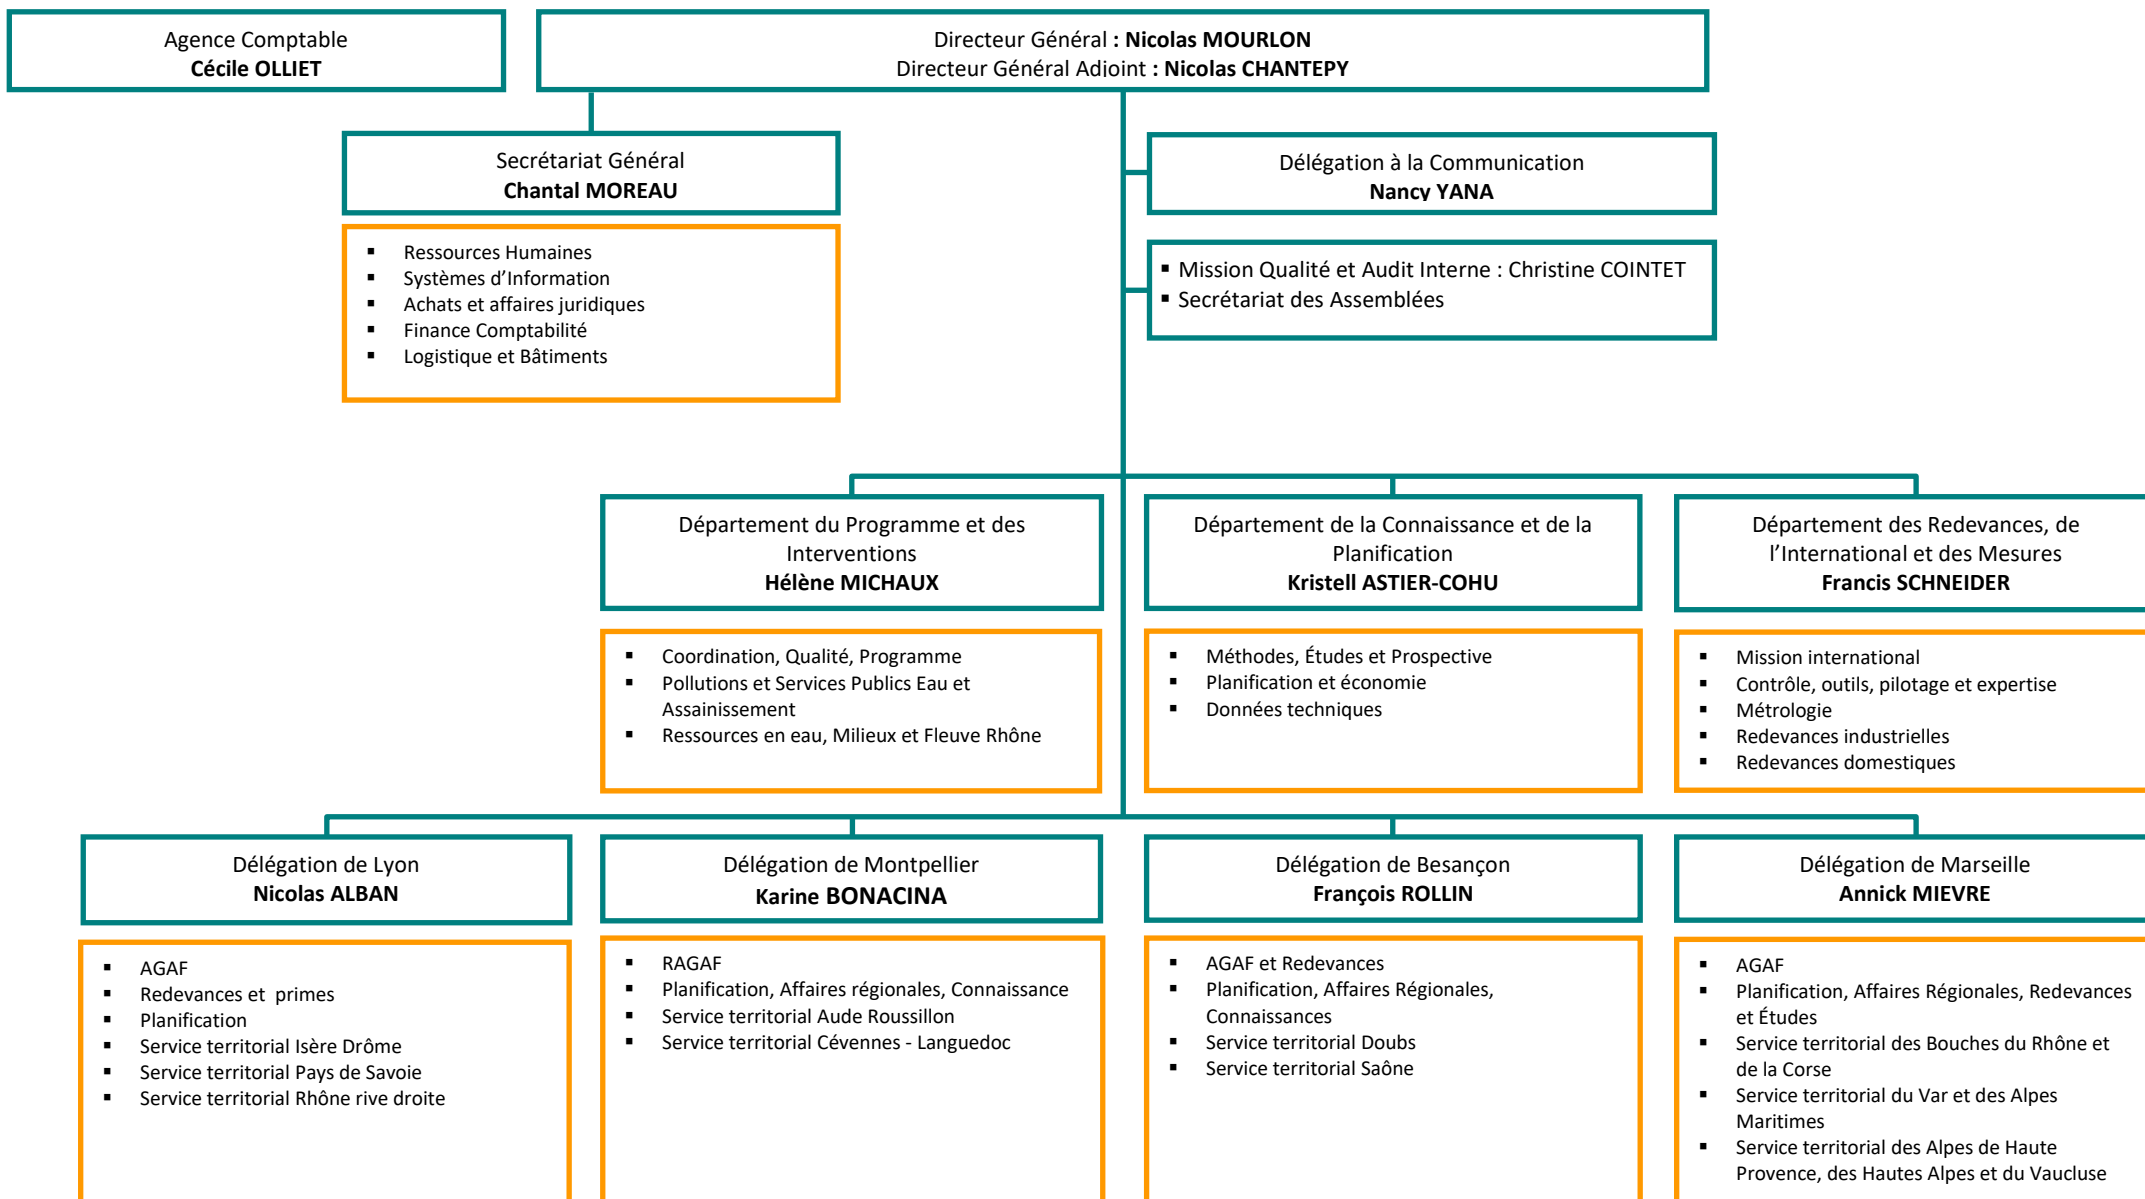 Agence Comptable
Cécile OLLIET
Directeur Général : Nicolas MOURLON
Directeur Général Adioint : Nicolas CHANTEPY
Secrétariat Général
Chantal MOREAU
Délégation à la Communication
Nancy YANA
▪ Ressources Humaines
▪ Systèmes d’Information
▪ Achats et affaires juridiques
▪ Finance Comptabilité
▪ Logistique et Bâtiments
▪ Mission Qualité et Audit Interne : Christine COINTET
▪ Secrétariat des Assemblées
Département du Programme et des
Interventions
Hélène MICHAUX
Département de la Connaissance et de la
Planification
Kristell ASTIER-COHU
Département des Redevances, de
l’International et des Mesures
Francis SCHNEIDER
▪ Coordination, Qualité, Programme
▪ Pollutions et Services Publics Eau et
Assainissement
▪ Ressources en eau, Milieux et Fleuve Rhône
▪ Méthodes, Études et Prospective
▪ Planification et économie
▪ Données techniques
▪ Mission international
▪ Contrôle, outils, pilotage et expertise
▪ Métrologie
▪ Redevances industrielles
▪ Redevances domestiques
Délégation de Lyon
Nicolas ALBAN
Délégation de Montpellier
Karine BONACINA
Délégation de Besançon
François ROLLIN
Délégation de Marseille
Annick MIEVRE
▪ AGAF
▪ Redevances et primes
▪ Planification
▪ Service territorial Isère Drôme
▪ Service territorial Pays de Savoie
▪ Service territorial Rhône rive droite
▪ RAGAF
▪ Planification, Affaires régionales, Connaissance
▪ Service territorial Aude Roussillon
▪ Service territorial Cévennes - Languedoc
▪ AGAF et Redevances
▪ Planification, Affaires Régionales,
Connaissances
▪ Service territorial Doubs
▪ Service territorial Saône
▪ AGAF
▪ Planification, Affaires Régionales, Redevances
et Études
▪ Service territorial des Bouches du Rhône et
de la Corse
▪ Service territorial du Var et des Alpes
Maritimes
▪ Service territorial des Alpes de Haute
Provence, des Hautes Alpes et du Vaucluse